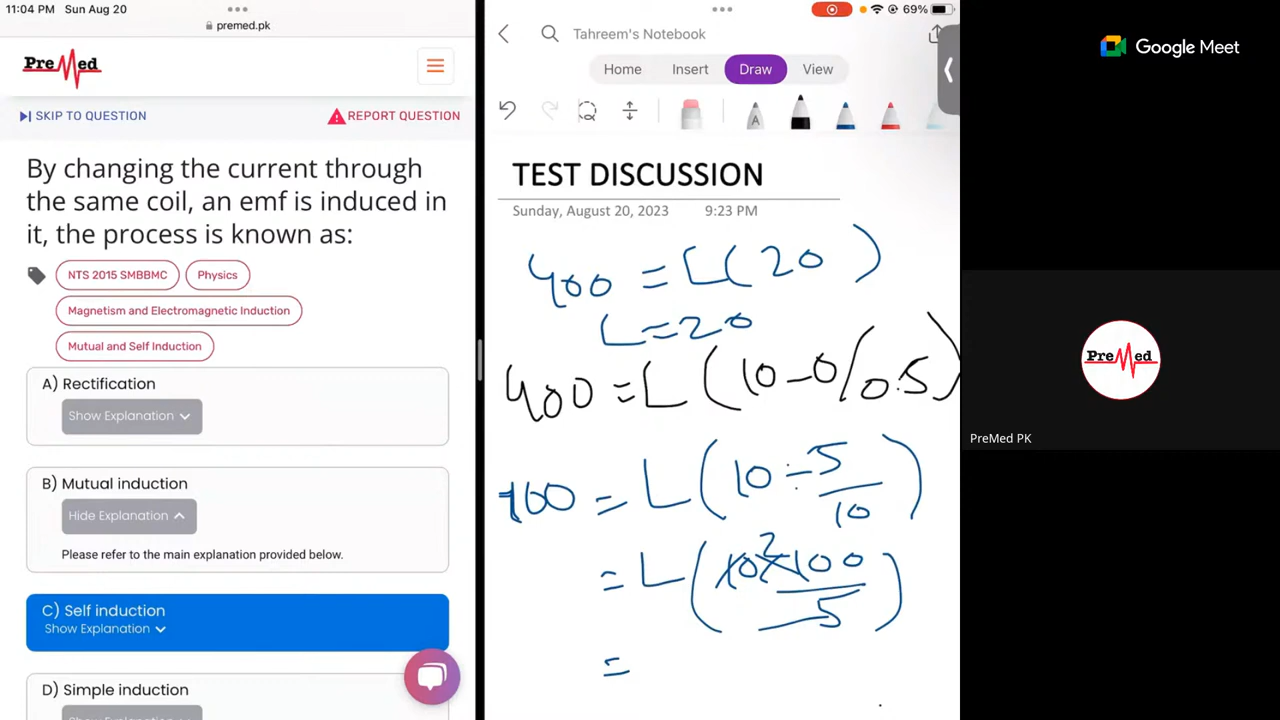 11:04 PM Sun Aug 20
premed.pk
PreMed
SKIP TO QUESTION
REPORT QUESTION
By changing the current through
the same coil, an emf is induced in
it, the process is known as:
NTS 2015 SMBBMC
Physics
Magnetism and Electromagnetic Induction
Mutual and Self Induction
A) Rectification
Show Explanation
B) Mutual induction
Hide Explanation
Please refer to the main explanation provided below.
C) Self induction
Show Explanation
D) Simple induction
69%
Tahreem's Notebook
Home Insert Draw View
A
TEST DISCUSSION
Sunday, August 20, 2023 9:23 PM
400 = L(20 )
L=20
400 = L (10-0/0.5)
400 = L (10÷5/10)
= L(10×100/5)
2
=
Google Meet
PreMed
PreMed PK